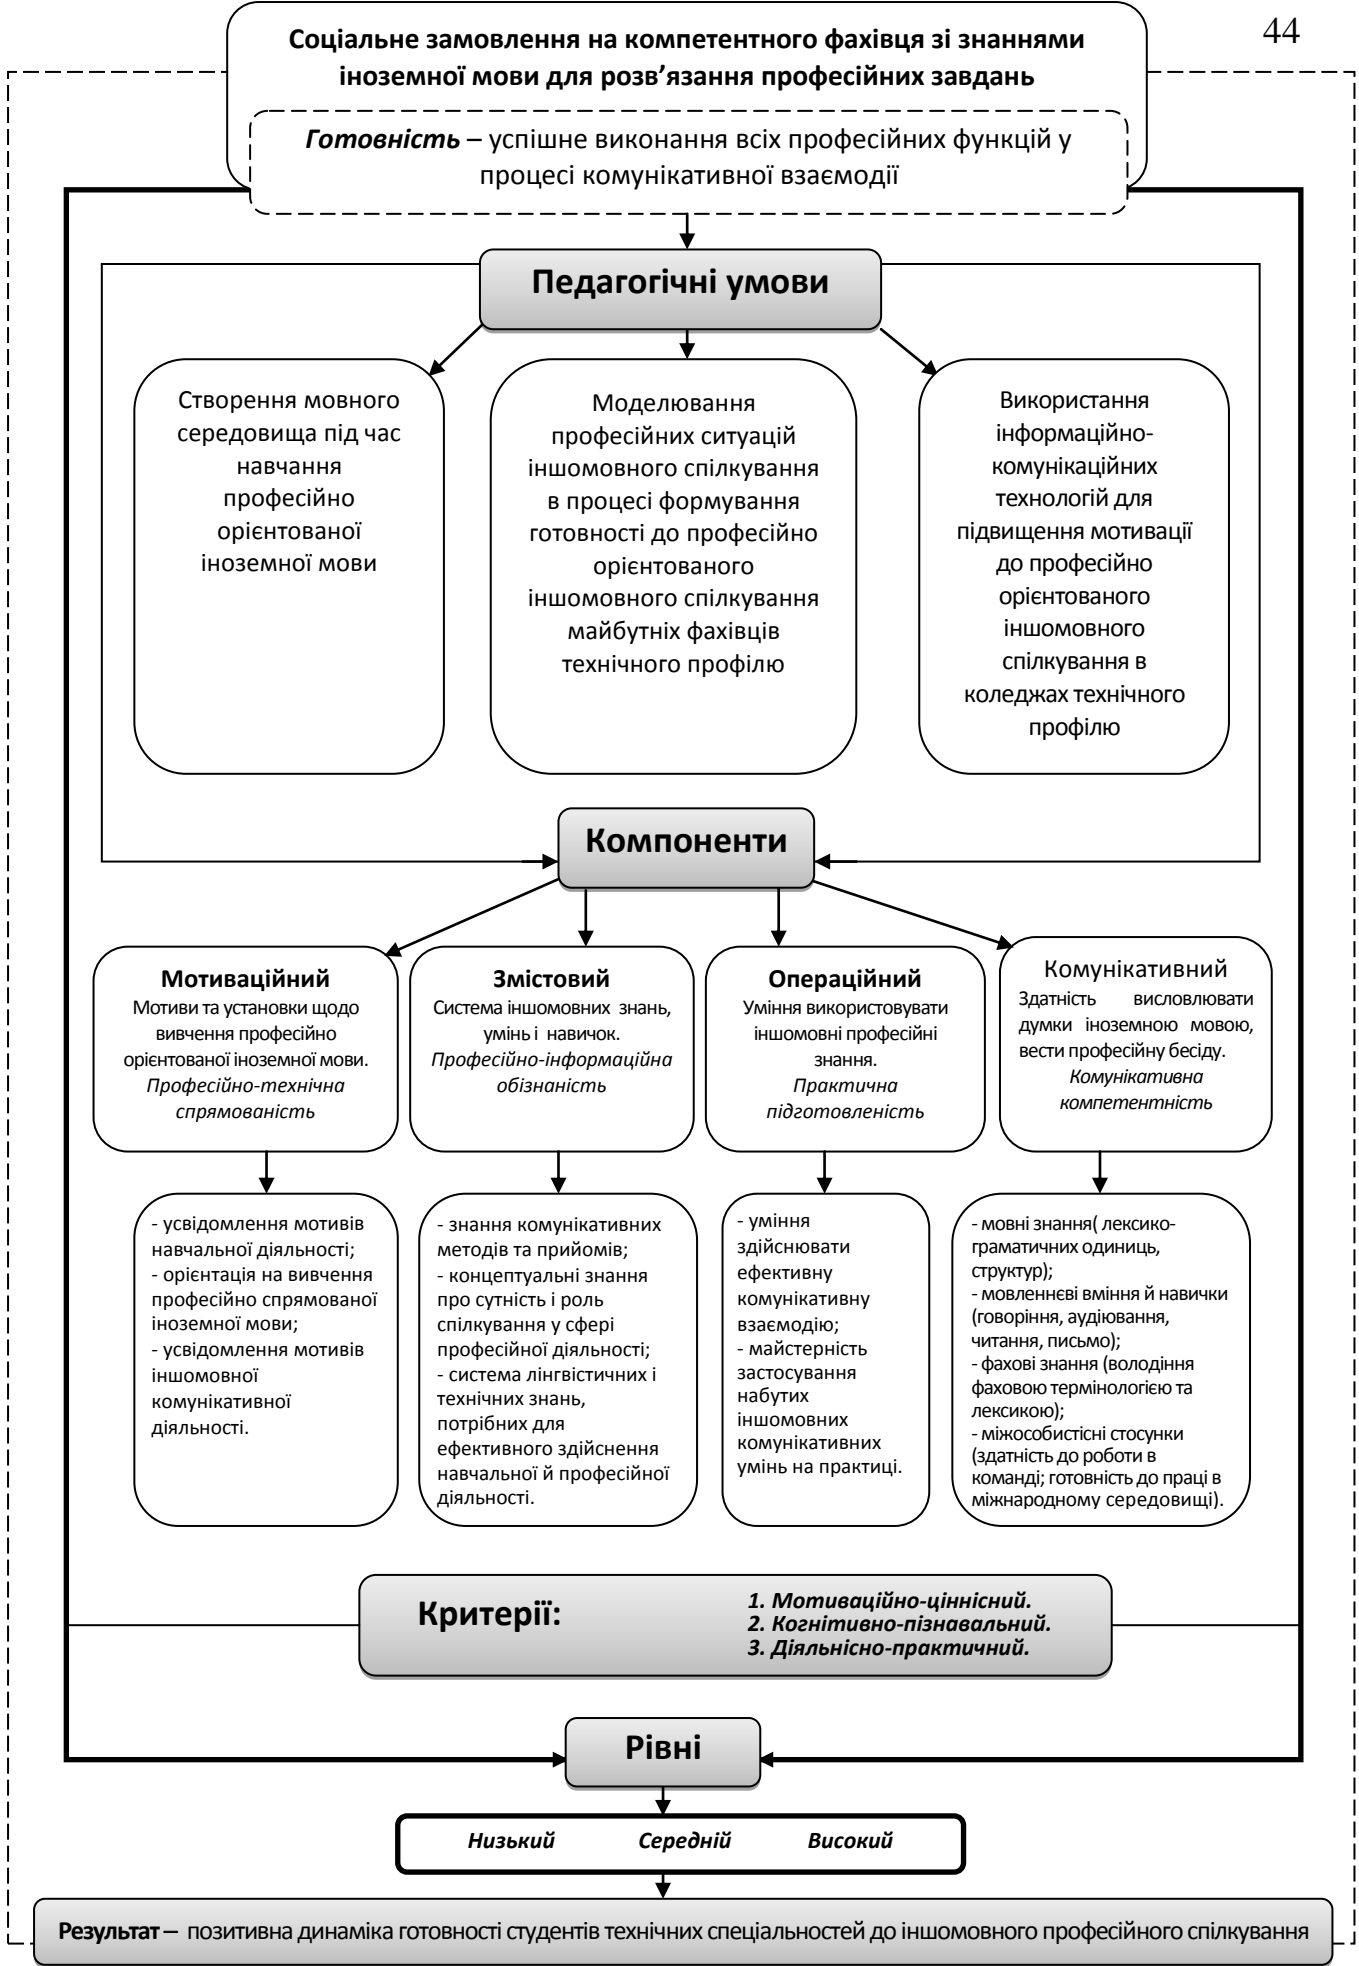 44
Соціальне замовлення на компетентного фахівця зі знаннями
іноземної мови для розв’язання професійних завдань
Готовність – успішне виконання всіх професійних функцій у
процесі комунікативної взаємодії
Педагогічні умови
Створення мовного
середовища під час
навчання
професійно
орієнтованої
іноземної мови
Моделювання
професійних ситуацій
іншомовного спілкування
в процесі формування
готовності до професійно
орієнтованого
іншомовного спілкування
майбутніх фахівців
технічного профілю
Використання
інформаційно-
комунікаційних
технологій для
підвищення мотивації
до професійно
орієнтованого
іншомовного
спілкування в
коледжах технічного
профілю
Компоненти
Мотиваційний
Мотиви та установки щодо
вивчення професійно
орієнтованої іноземної мови.
Професійно-технічна
спрямованість
Змістовий
Система іншомовних знань,
умінь і навичок.
Професійно-інформаційна
обізнаність
Операційний
Уміння використовувати
іншомовні професійні
знання.
Практична
підготовленість
Комунікативний
Здатність висловлювати
думки іноземною мовою,
вести професійну бесіду.
Комунікативна
компетентність
- усвідомлення мотивів
навчальної діяльності;
- орієнтація на вивчення
професійно спрямованої
іноземної мови;
- усвідомлення мотивів
іншомовної
комунікативної
діяльності.
- знання комунікативних
методів та прийомів;
- концептуальні знання
про сутність і роль
спілкування у сфері
професійної діяльності;
- система лінгвістичних і
технічних знань,
потрібних для
ефективного здійснення
навчальної й професійної
діяльності.
- уміння
здійснювати
ефективну
комунікативну
взаємодію;
- майстерність
застосування
набутих
іншомовних
комунікативних
умінь на практиці.
- мовні знання( лексико-
граматичних одиниць,
структур);
- мовленнєві вміння й навички
(говоріння, аудіювання,
читання, письмо);
- фахові знання (володіння
фаховою термінологією та
лексикою);
- міжособистісні стосунки
(здатність до роботи в
команді; готовність до праці в
міжнародному середовищі).
Критерії:
1. Мотиваційно-ціннісний.
2. Когнітивно-пізнавальний.
3. Діяльнісно-практичний.
Рівні
Низький Середній Високий
Результат – позитивна динаміка готовності студентів технічних спеціальностей до іншомовного професійного спілкування